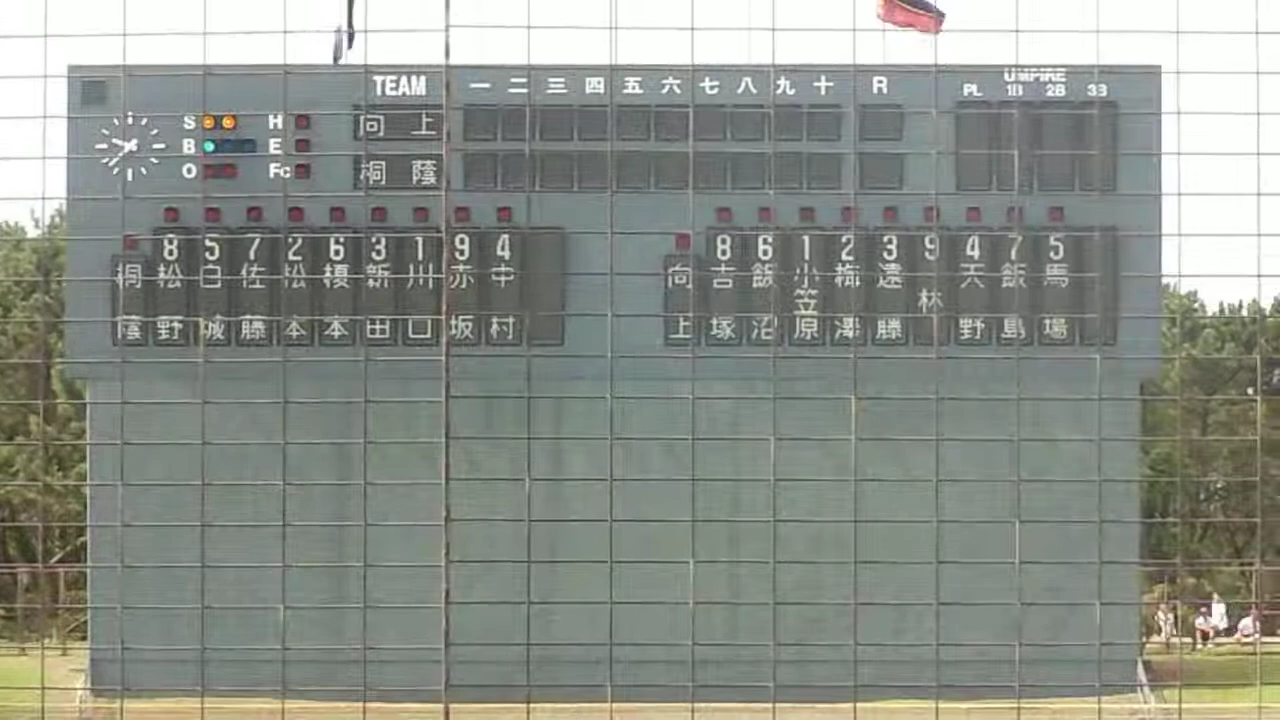 TEAM 一 二 三 四 五 六 七 八 九 十 R UMPIRE
PL 1B 2B 3B
S H 向上
B E
O Fc 桐蔭
8 5 7 2 6 3 1 9 4
桐蔭 松野 白城 佐藤 松本 榎本 新田 川口 赤坂 中村
8 6 1 2 3 9 4 7 5
向上 吉塚 飯沼 小笠原 梅澤 遠藤 林 天野 飯島 馬場